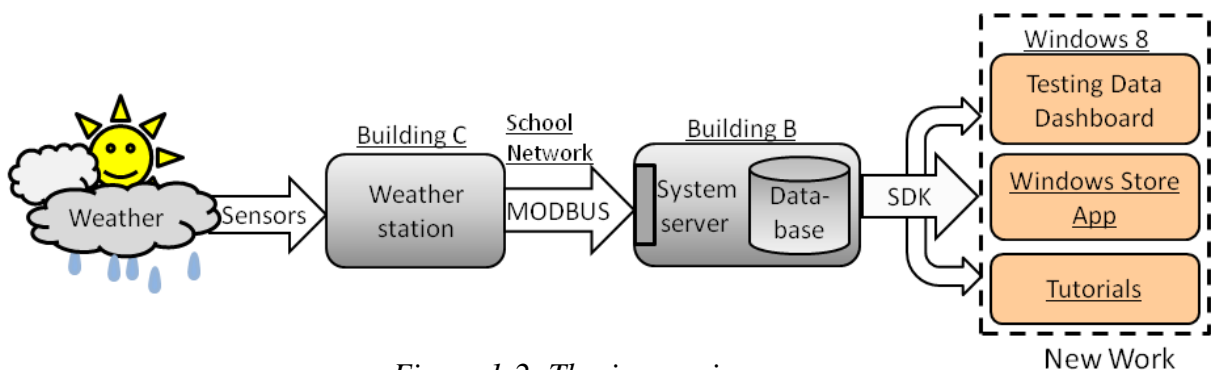 Weather
Sensors
Building C
Weather
station
School
Network
MODBUS
Building B
System
server
Data-
base
SDK
Windows 8
Testing Data
Dashboard
Windows Store
App
Tutorials
New Work